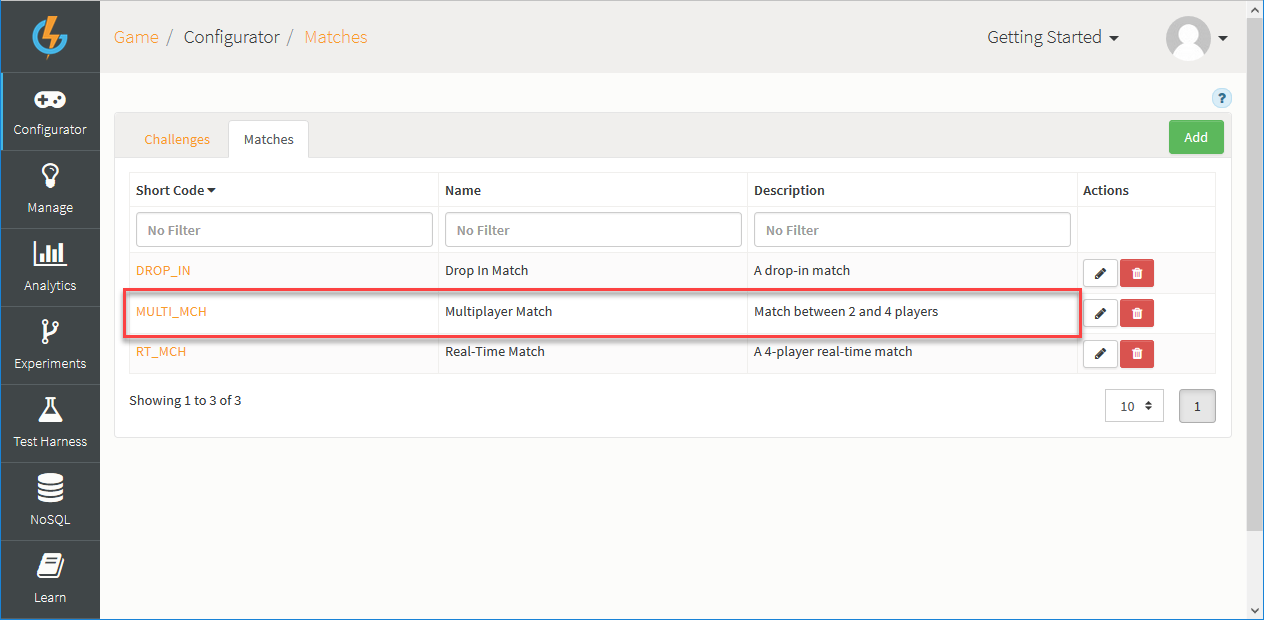 Game / Configurator / Matches
Getting Started
Configurator
Manage
Analytics
Experiments
Test Harness
NoSQL
Learn
?
Challenges
Matches
Add
Short Code Name Description Actions
No Filter No Filter No Filter
DROP_IN Drop In Match A drop-in match
MULTI_MCH Multiplayer Match Match between 2 and 4 players
RT_MCH Real-Time Match A 4-player real-time match
Showing 1 to 3 of 3
10
1